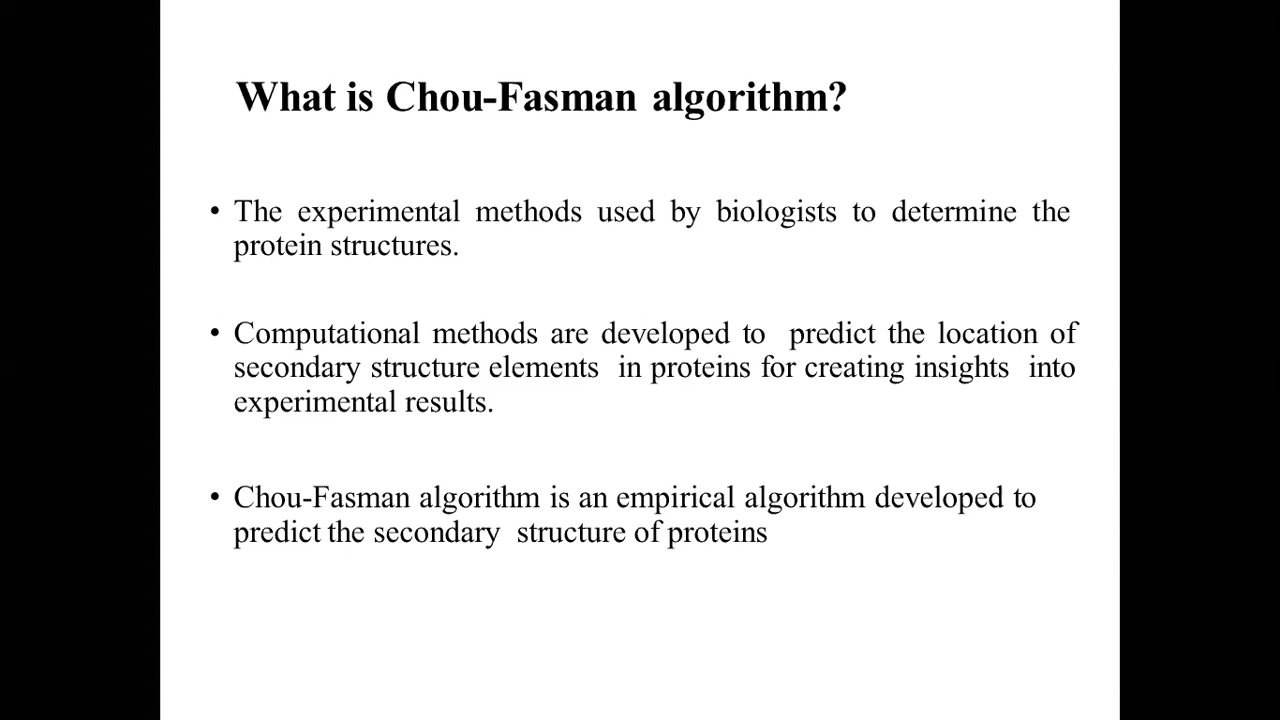 What is Chou-Fasman algorithm?
• The experimental methods used by biologists to determine the
protein structures.
• Computational methods are developed to predict the location of
secondary structure elements in proteins for creating insights into
experimental results.
• Chou-Fasman algorithm is an empirical algorithm developed to
predict the secondary structure of proteins